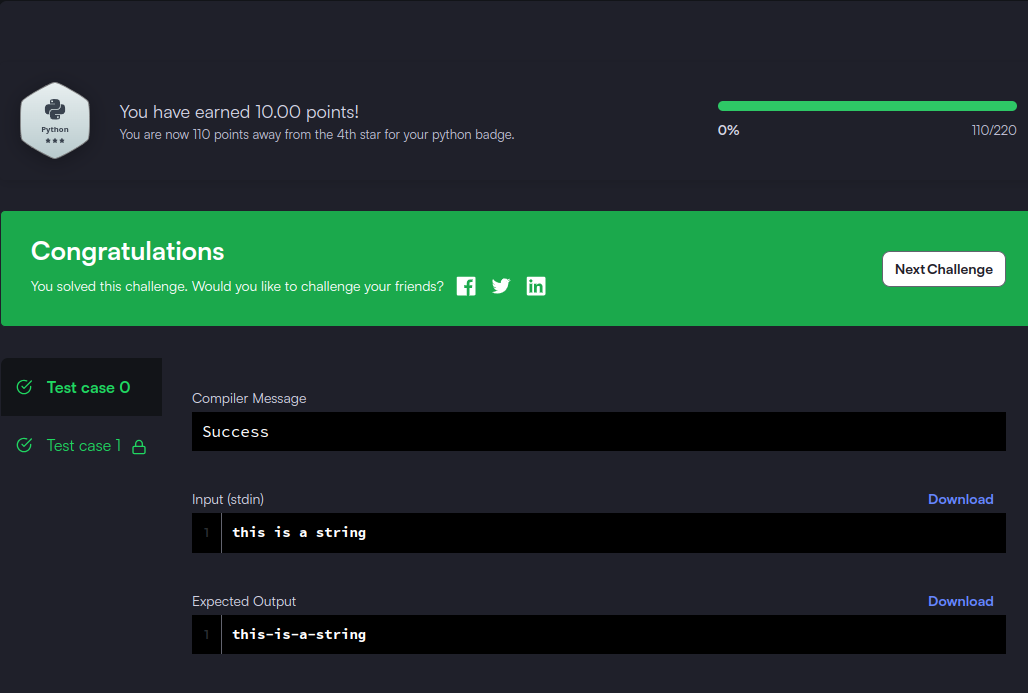 Python
You have earned 10.00 points!
You are now 110 points away from the 4th star for your python badge.
0%
110/220
Congratulations
You solved this challenge. Would you like to challenge your friends?
Next Challenge
Test case 0
Test case 1
Compiler Message
Success
Input (stdin)
Download
1 this is a string
Expected Output
Download
1 this-is-a-string